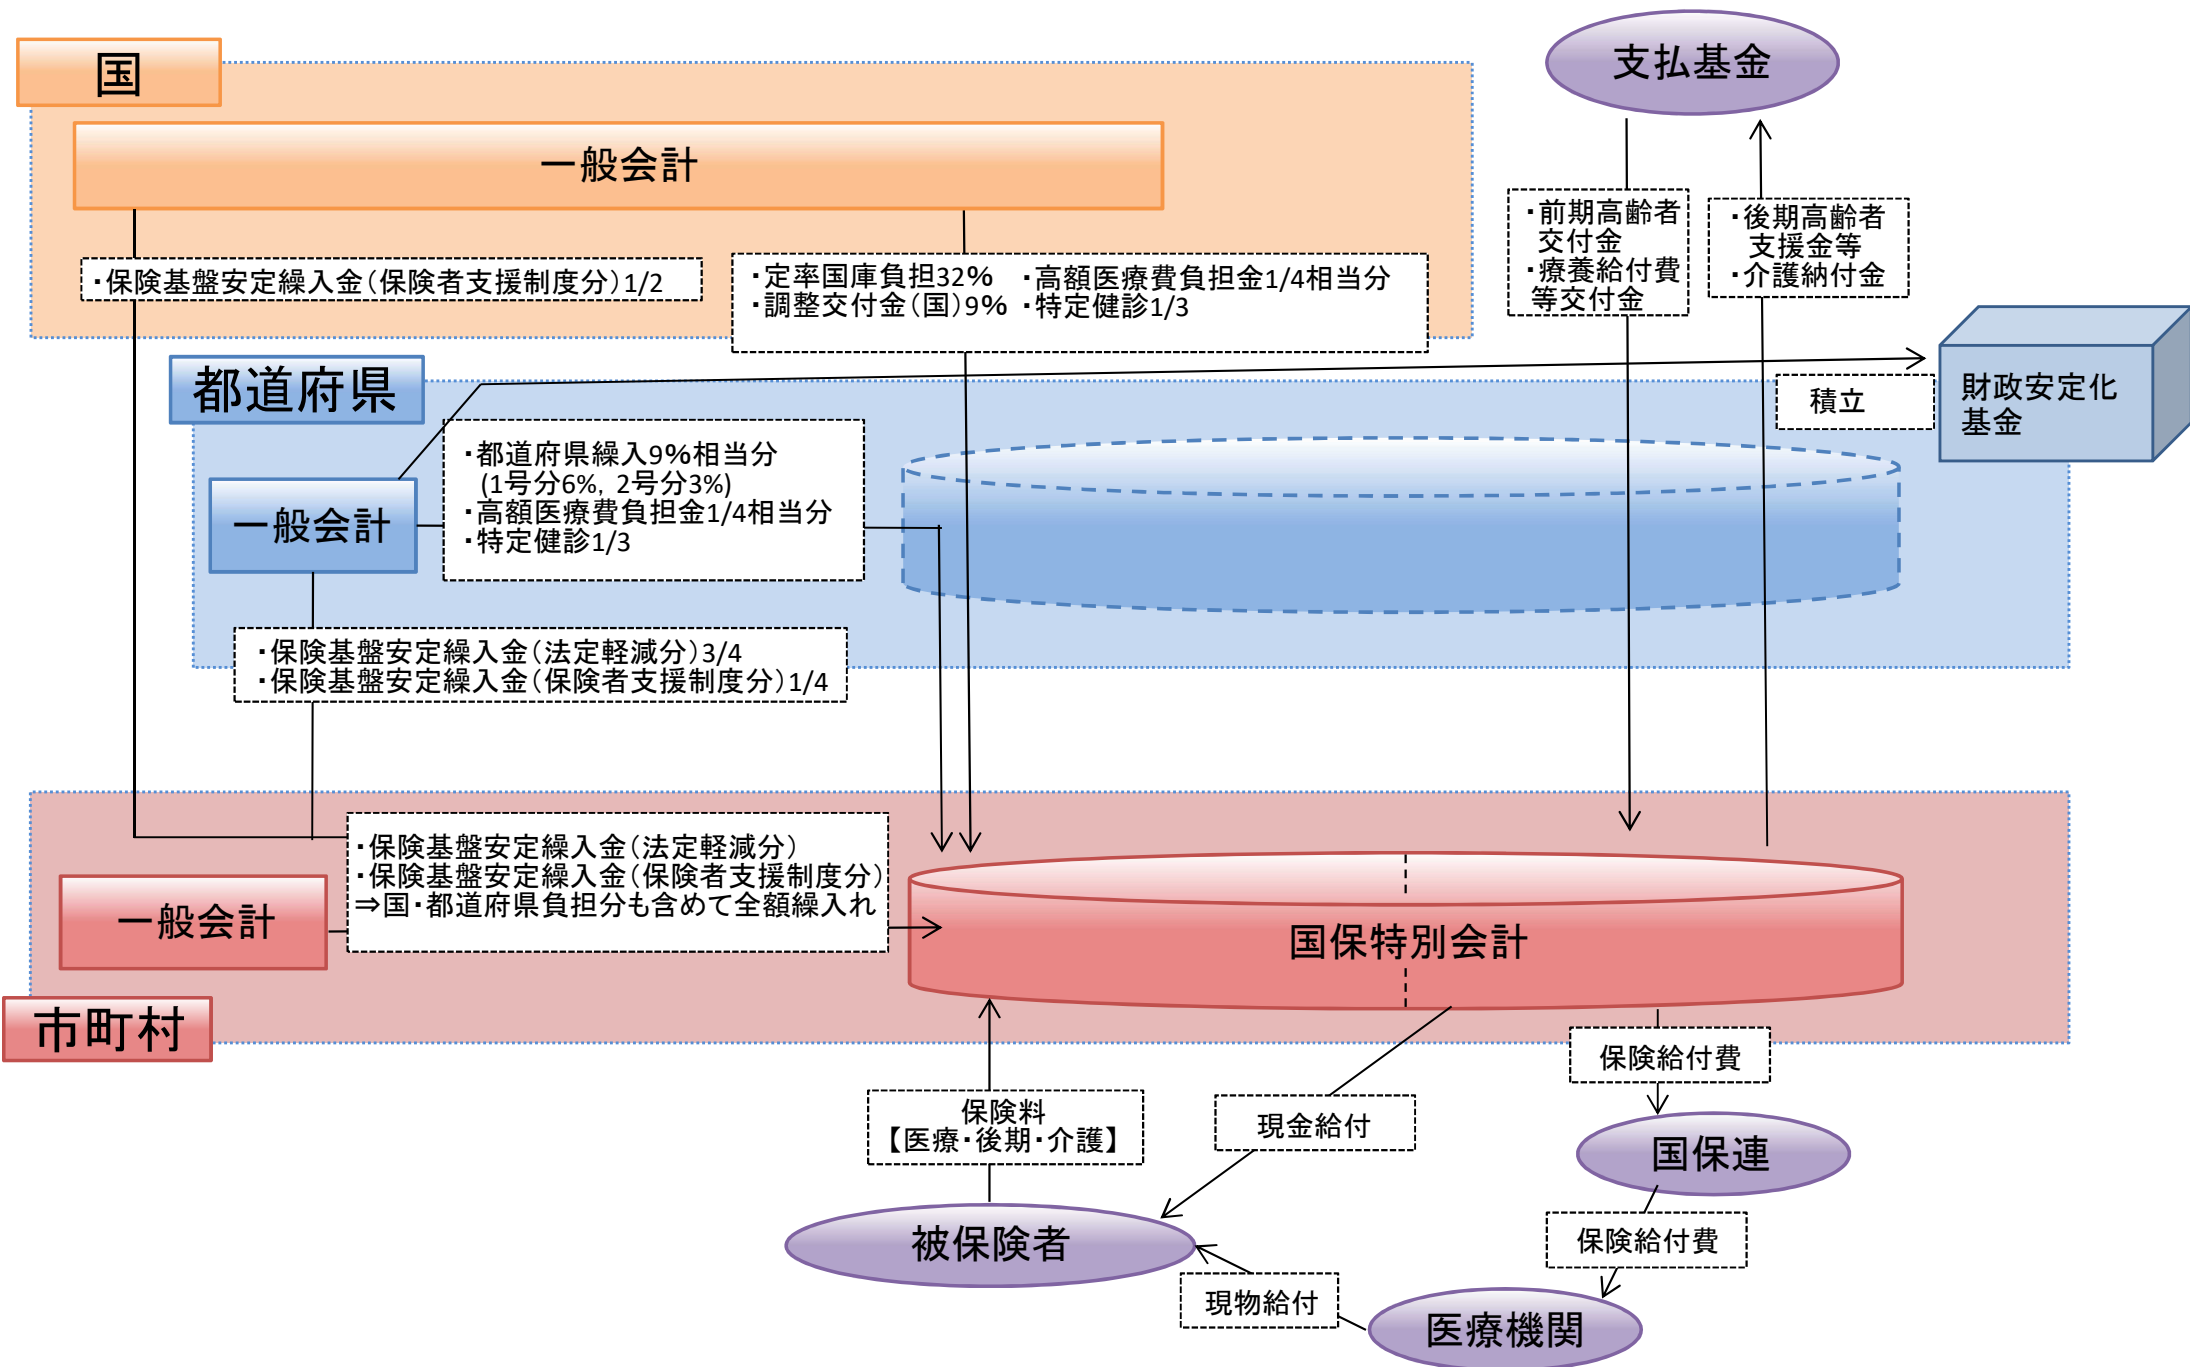 国
一般会計
・保険基盤安定繰入金（保険者支援制度分）1/2
・定率国庫負担32% ・高額医療費負担金1/4相当分
・調整交付金（国）9% ・特定健診1/3
支払基金
・前期高齢者
交付金
・療養給付費
等交付金
・後期高齢者
支援金等
・介護納付金
都道府県
積立
財政安定化
基金
・都道府県繰入9%相当分
(1号分6%, 2号分3%)
・高額医療費負担金1/4相当分
・特定健診1/3
一般会計
・保険基盤安定繰入金（法定軽減分）3/4
・保険基盤安定繰入金（保険者支援制度分）1/4
・保険基盤安定繰入金（法定軽減分）
・保険基盤安定繰入金（保険者支援制度分）
⇒国・都道府県負担分も含めて全額繰入れ
一般会計
国保特別会計
市町村
保険給付費
保険料
【医療・後期・介護】
現金給付
国保連
被保険者
保険給付費
現物給付
医療機関